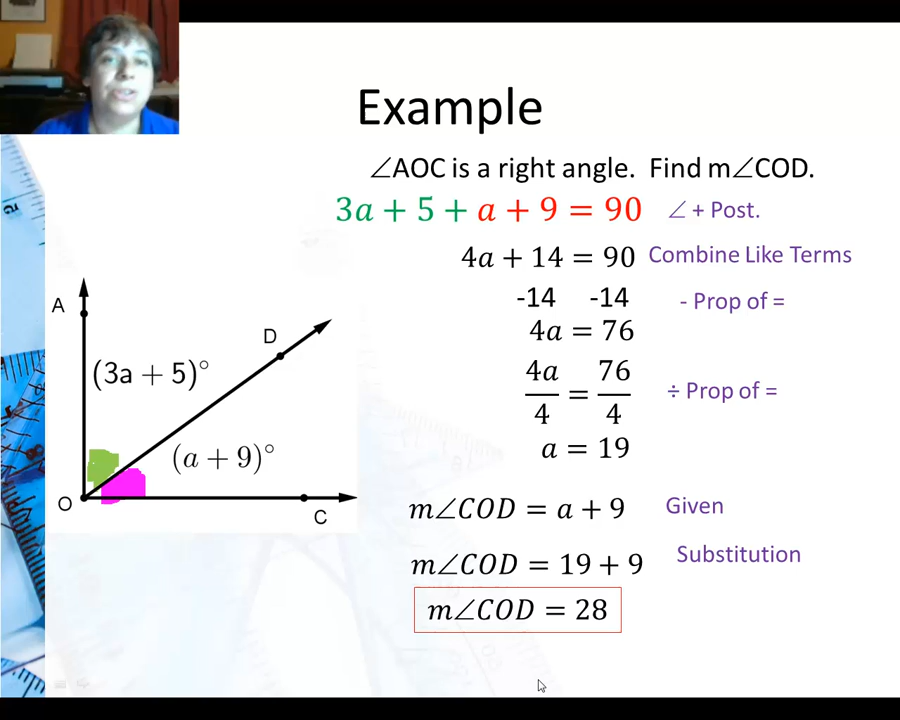 Example
∠AOC is a right angle. Find m∠COD.
3a + 5 + a + 9 = 90 ∠ + Post.
4a + 14 = 90 Combine Like Terms
-14 -14 - Prop of =
4a = 76
4a/4 = 76/4 ÷ Prop of =
a = 19
m∠COD = a + 9 Given
m∠COD = 19 + 9 Substitution
m∠COD = 28
A
D
(3a + 5)°
(a + 9)°
O
C